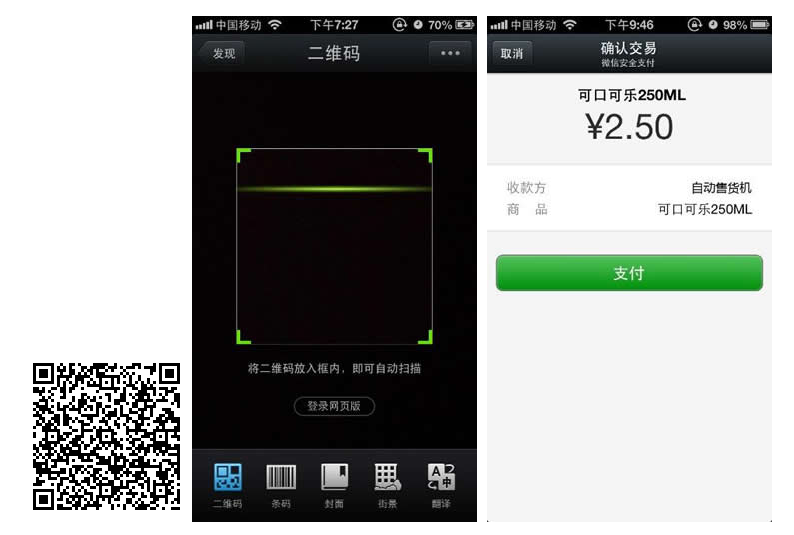 中国移动 下午7:27 70%
发现 二维码
将二维码放入框内，即可自动扫描
登录网页版
二维码 条码 封面 街景 翻译
中国移动 下午9:46 98%
取消 确认交易
微信安全支付
可口可乐250ML
¥2.50
收款方 自动售货机
商 品 可口可乐250ML
支付